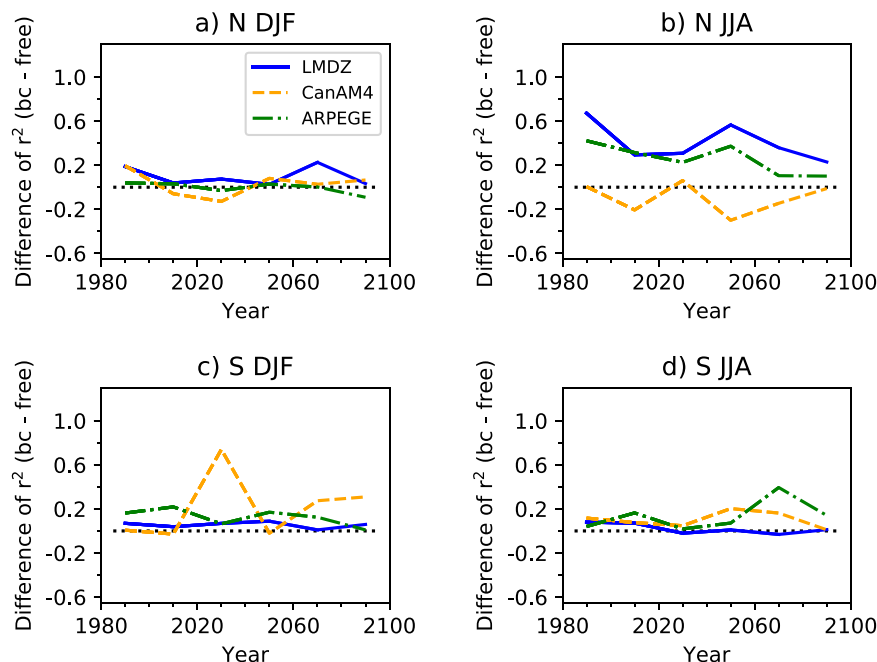 a) N DJF
Difference of r² (bc - free)
1.0
0.6
0.2
-0.2
-0.6
LMDZ
CanAM4
ARPEGE
1980 2020 2060 2100
Year
b) N JJA
Difference of r² (bc - free)
1.0
0.6
0.2
-0.2
-0.6
1980 2020 2060 2100
Year
c) S DJF
Difference of r² (bc - free)
1.0
0.6
0.2
-0.2
-0.6
1980 2020 2060 2100
Year
d) S JJA
Difference of r² (bc - free)
1.0
0.6
0.2
-0.2
-0.6
1980 2020 2060 2100
Year